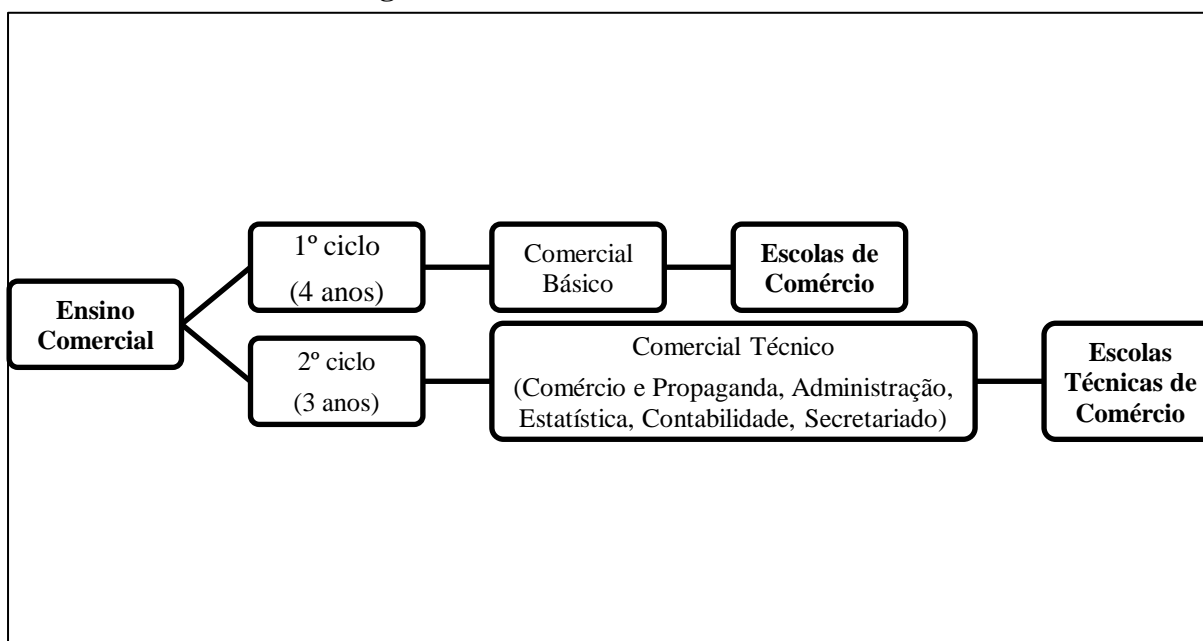 Ensino
Comercial
1º ciclo
(4 anos)
Comercial
Básico
Escolas de
Comércio
2º ciclo
(3 anos)
Comercial Técnico
(Comércio e Propaganda, Administração,
Estatística, Contabilidade, Secretariado)
Escolas
Técnicas de
Comércio